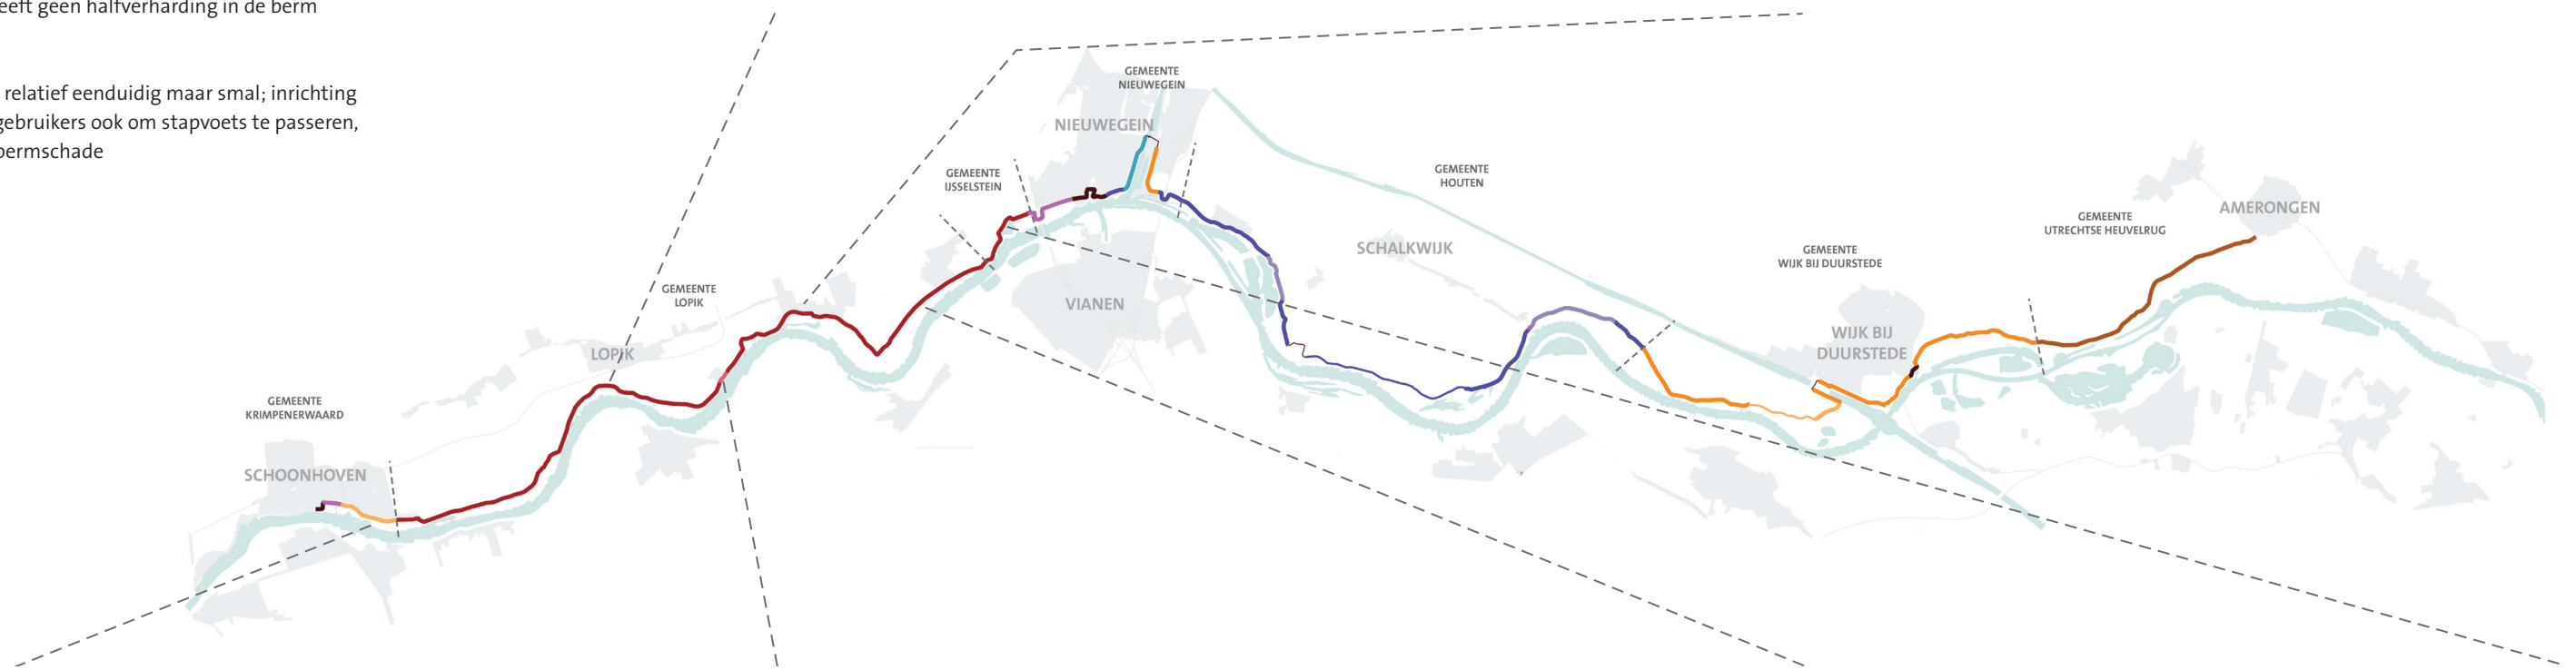 eeft geen halfverharding in de berm
relatief eenduidig maar smal; inrichting
gebruikers ook om stapvoets te passeren,
bermschade
GEMEENTE
NIEUWEGEIN
NIEUWEGEIN
GEMEENTE
IJSSELSTEIN
GEMEENTE
HOUTEN
SCHALKWIJK
GEMEENTE
UTRECHTSE HEUVELRUG
AMERONGEN
GEMEENTE
WIJK BIJ DUURSTEDE
GEMEENTE
LOPIK
VIANEN
WIJK BIJ
DUURSTEDE
LOPIK
GEMEENTE
KRIMPENERWAARD
SCHOONHOVEN